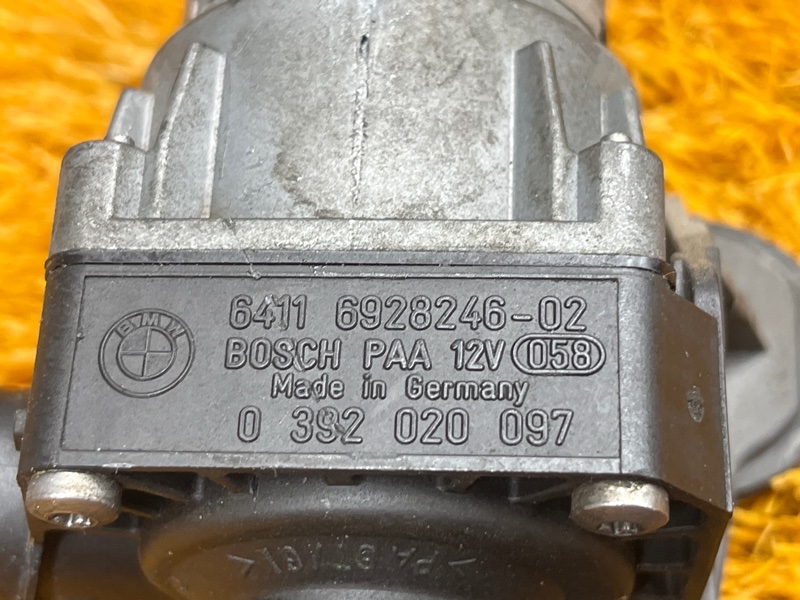 BMW
6411 6928246-02
BOSCH PAA 12V 058
Made in Germany
0 392 020 097